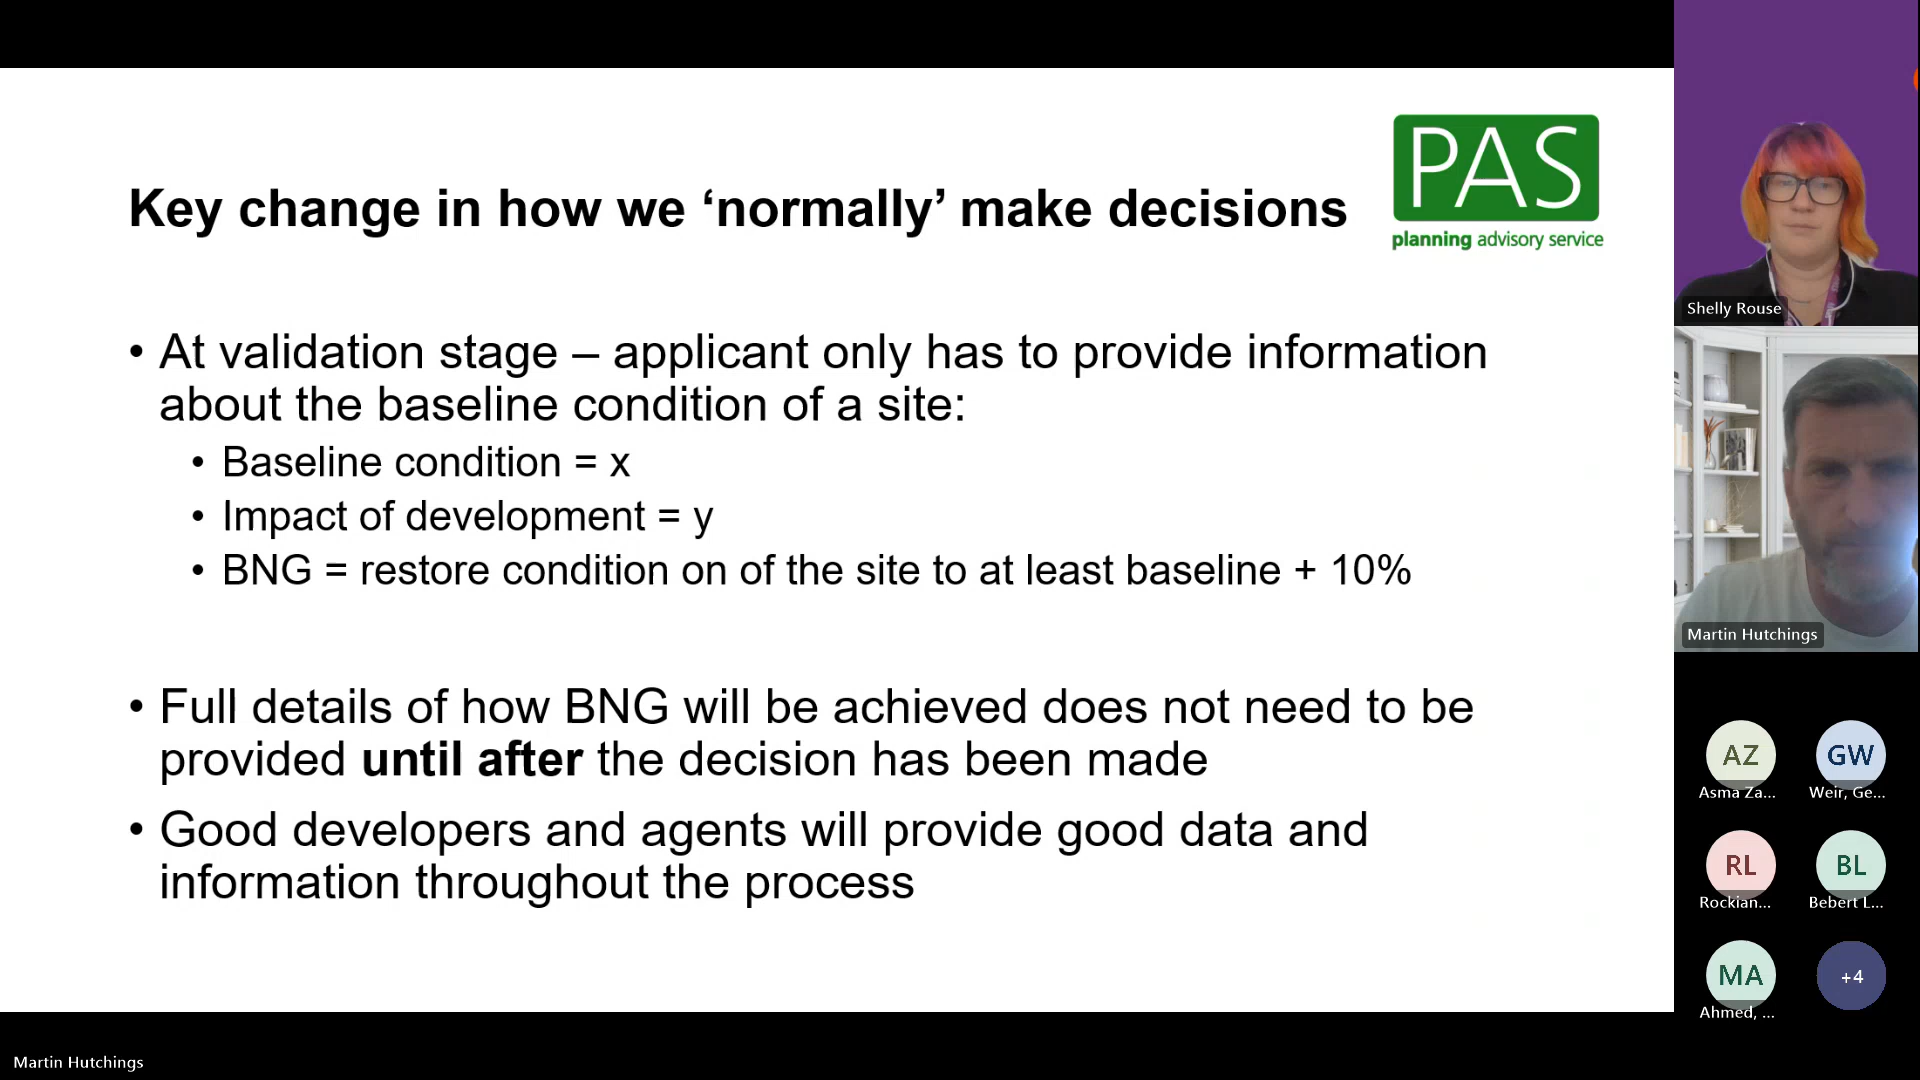 Key change in how we ‘normally’ make decisions
PAS
planning advisory service
• At validation stage – applicant only has to provide information
about the baseline condition of a site:
• Baseline condition = x
• Impact of development = y
• BNG = restore condition on of the site to at least baseline + 10%
• Full details of how BNG will be achieved does not need to be
provided until after the decision has been made
• Good developers and agents will provide good data and
information throughout the process
Shelly Rouse
Martin Hutchings
AZ
Asma Za...
GW
Weir, Ge...
RL
Rockian...
BL
Bebert L...
MA
Ahmed, ...
+4
Martin Hutchings